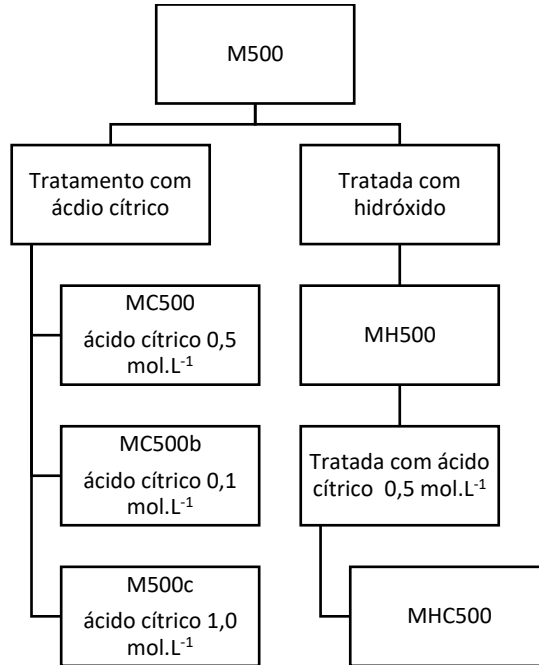 M500
Tratamento com
ácdio cítrico
Tratada com
hidróxido
MC500
ácido cítrico 0,5
mol.L⁻¹
MH500
MC500b
ácido cítrico 0,1
mol.L⁻¹
Tratada com ácido
cítrico 0,5 mol.L⁻¹
M500c
ácido cítrico 1,0
mol.L⁻¹
MHC500